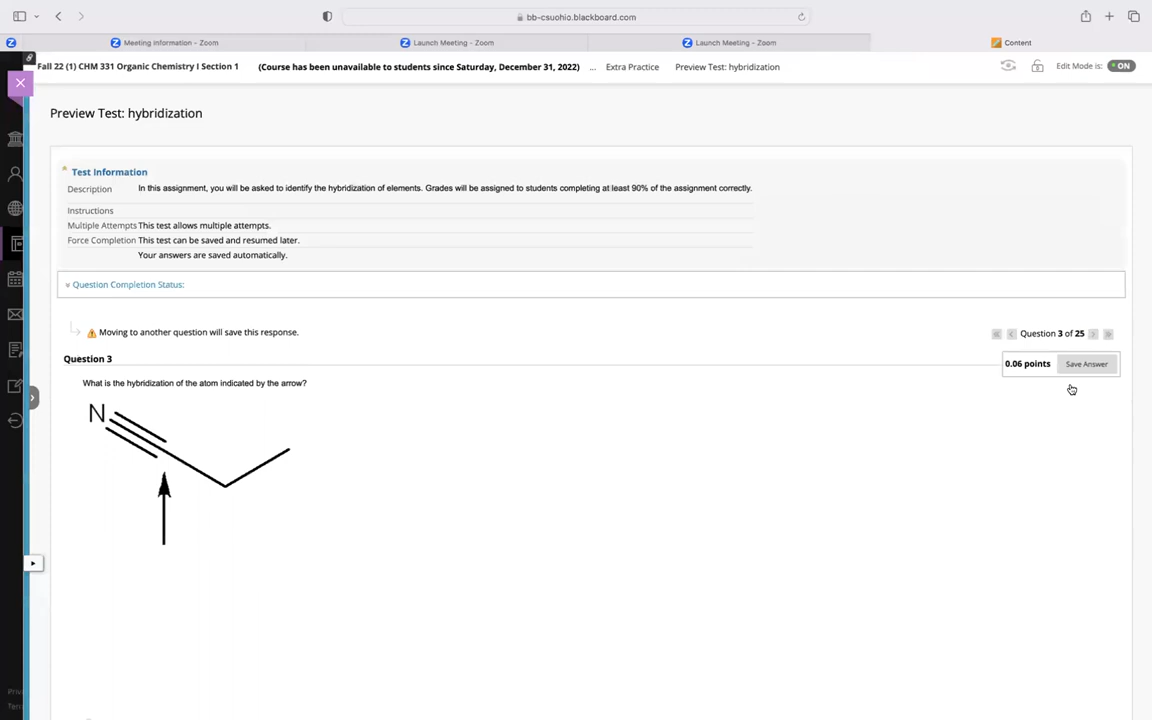 bb-csuohio.blackboard.com
Meeting Information - Zoom
Launch Meeting - Zoom
Launch Meeting - Zoom
Content
Fall 22 (1) CHM 331 Organic Chemistry I Section 1 (Course has been unavailable to students since Saturday, December 31, 2022) ... Extra Practice Preview Test: hybridization Edit Mode is: ON
Preview Test: hybridization
* Test Information
Description In this assignment, you will be asked to identify the hybridization of elements. Grades will be assigned to students completing at least 90% of the assignment correctly.
Instructions
Multiple Attempts This test allows multiple attempts.
Force Completion This test can be saved and resumed later.
Your answers are saved automatically.
Question Completion Status:
Moving to another question will save this response. Question 3 of 25
Question 3
0.06 points Save Answer
What is the hybridization of the atom indicated by the arrow?
N
Priv
Terr